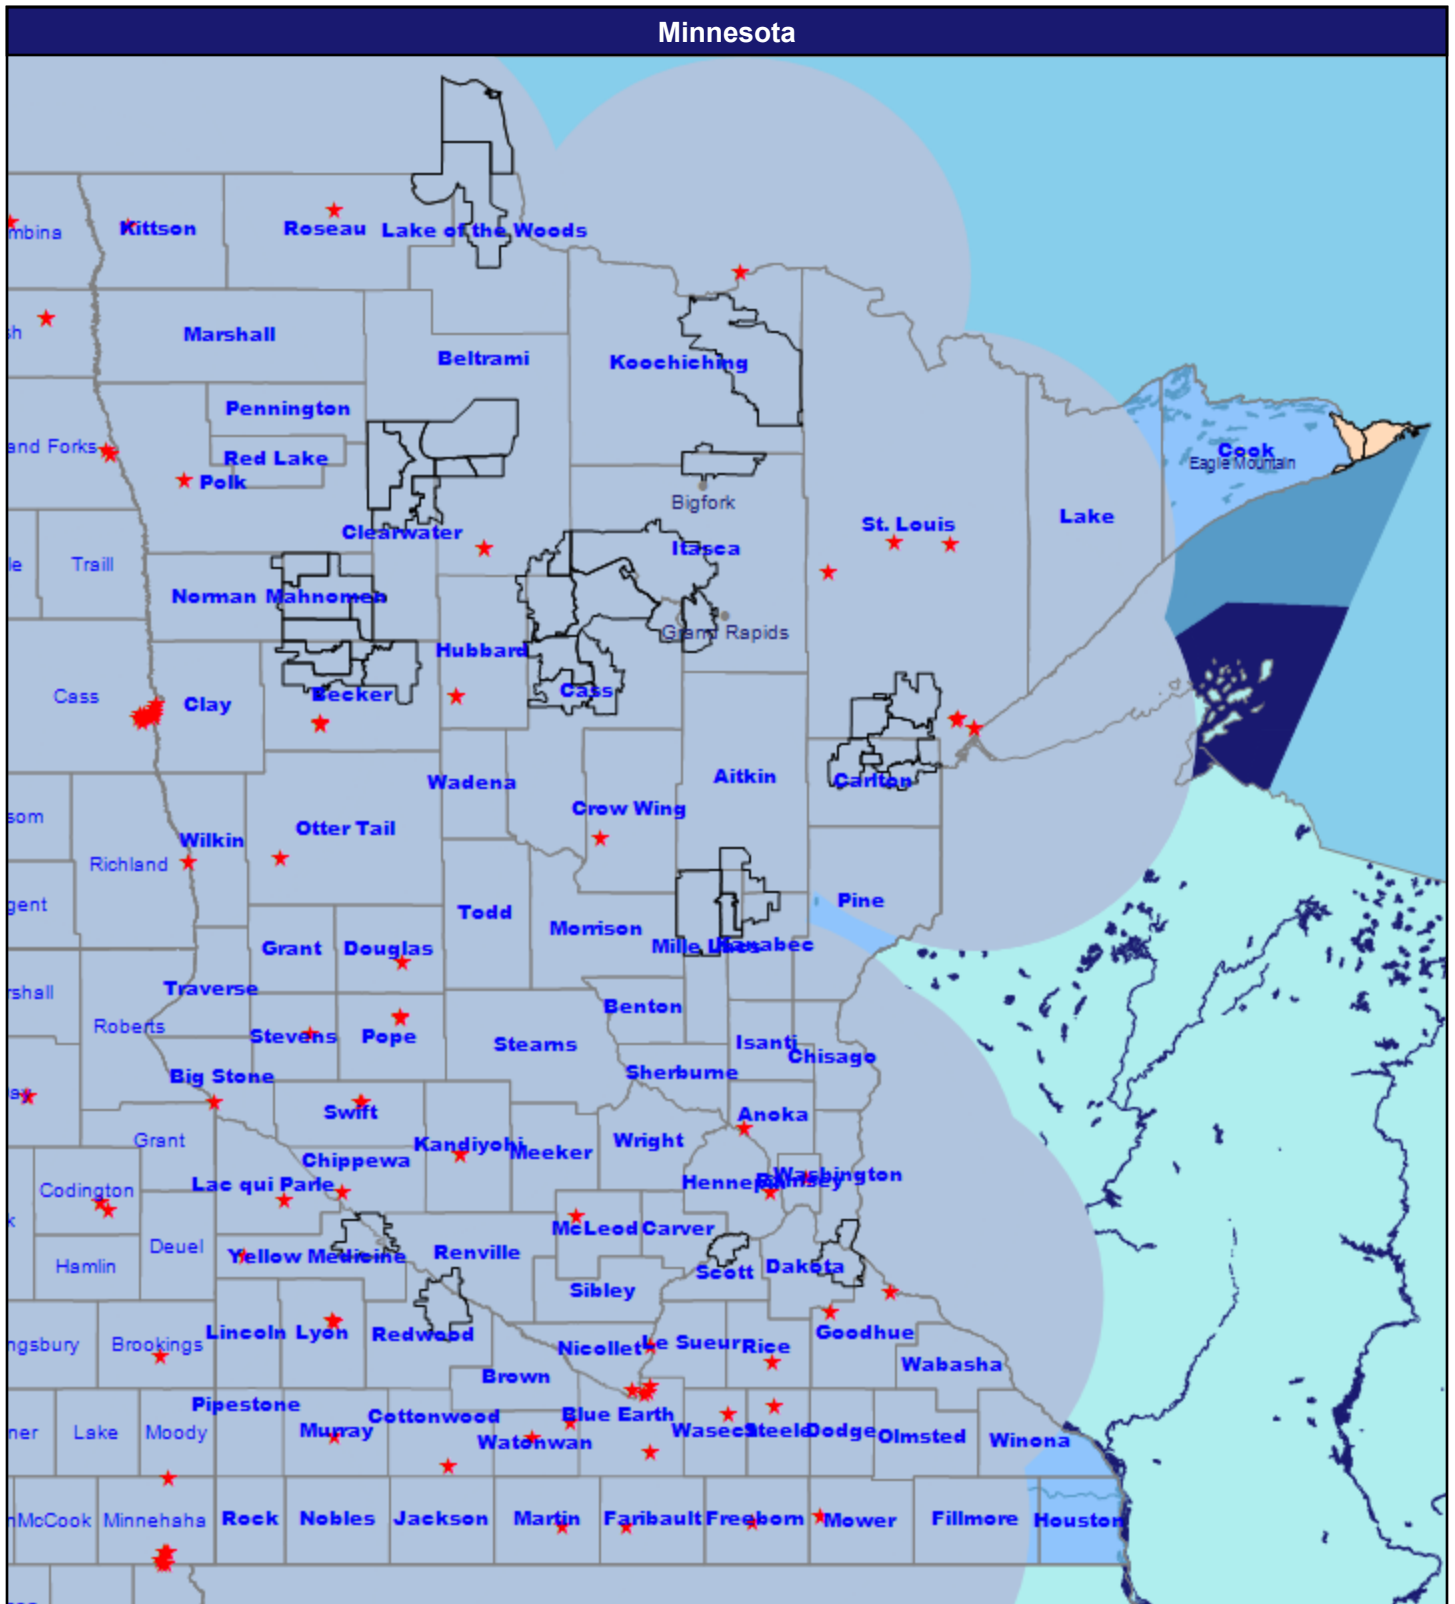 Minnesota
mbina
Kittson
Roseau
Lake of the Woods
sh
Marshall
Beltrami
Koochiching
Pennington
and Forks
Red Lake
Polk
Cook
Eagle Mountain
Bigfork
Clearwater
St. Louis
Lake
Itasca
le
Traill
Norman
Mahnomen
Grand Rapids
Hubbard
Cass
Clay
Becker
Cass
Wadena
Aitkin
Carlton
som
Otter Tail
Crow Wing
Richland
Wilkin
gent
Todd
Morrison
Pine
Grant
Douglas
Mille Lacs
Kanabec
rshall
Traverse
Roberts
Benton
Stevens
Pope
Stearns
Isanti
Chisago
Big Stone
Sherburne
Swift
Anoka
Grant
Kandiyohi
Meeker
Wright
Chippewa
Codington
Lac qui Parle
Hennepin
Ramsey
Washington
k
McLeod
Carver
Deuel
Yellow Medicine
Renville
Hamlin
Scott
Dakota
Sibley
ngsbury
Brookings
Lincoln
Lyon
Redwood
Nicollet
Le Sueur
Rice
Goodhue
Wabasha
Brown
Pipestone
Cottonwood
Blue Earth
ner
Lake
Moody
Murray
Watonwan
Waseca
Steele
Dodge
Olmsted
Winona
McCook
Minnehaha
Rock
Nobles
Jackson
Martin
Faribault
Freeborn
Mower
Fillmore
Houston